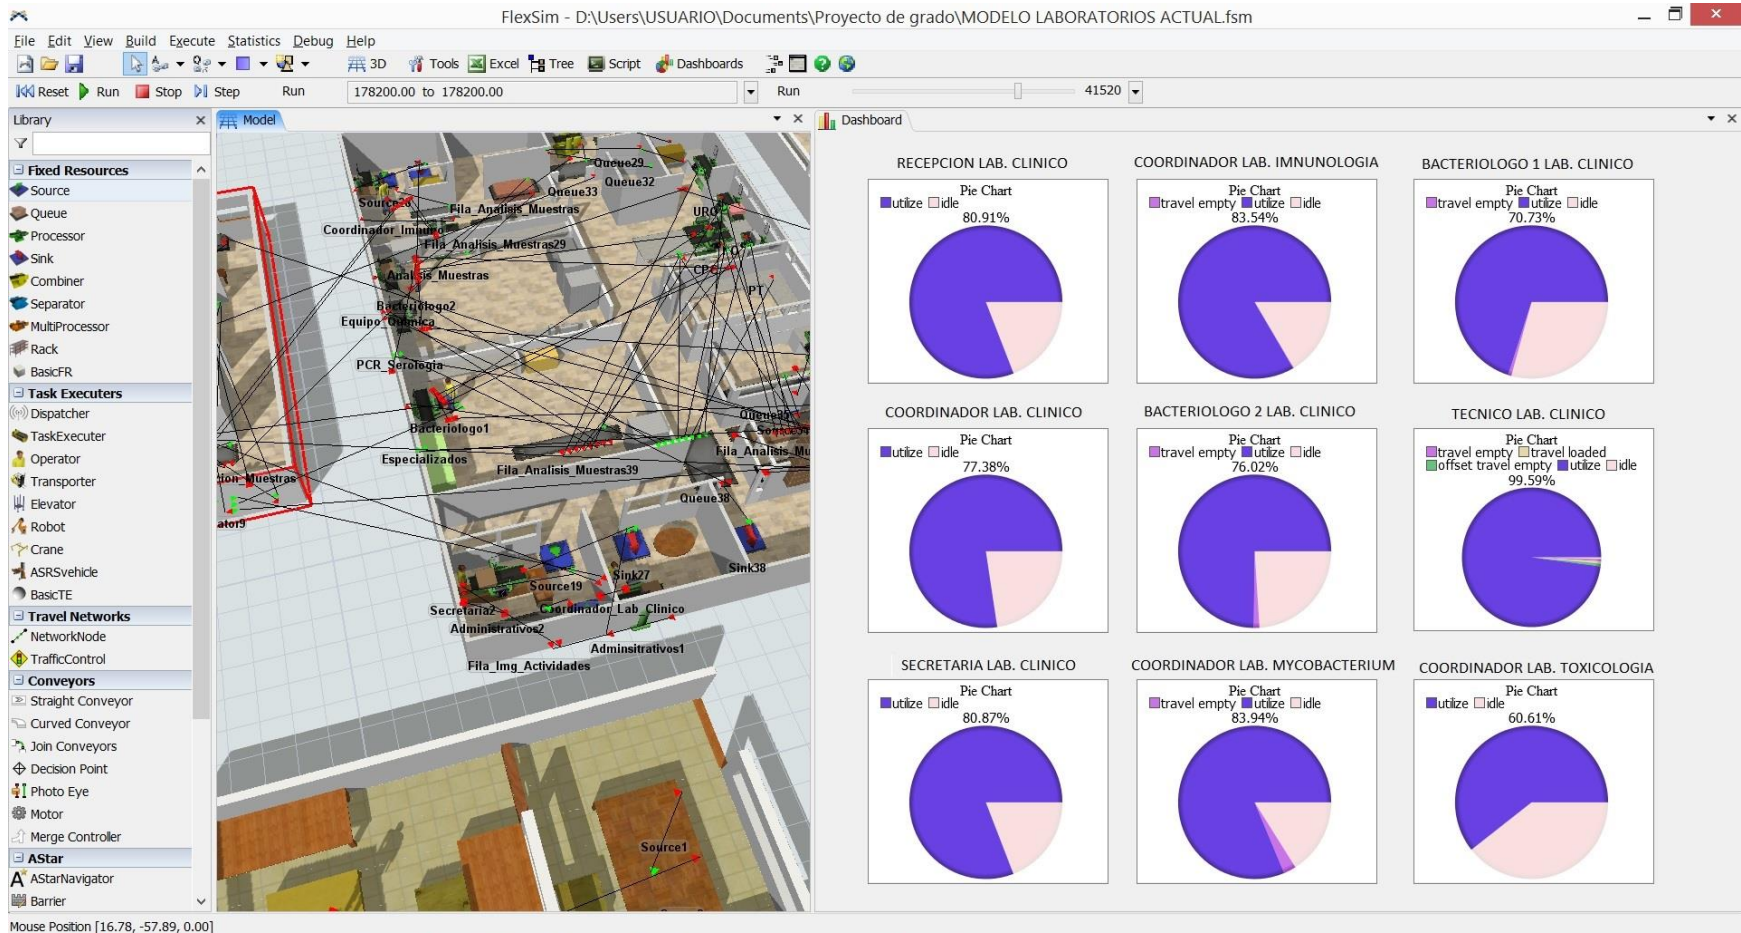 FlexSim - D:\Users\USUARIO\Documents\Proyecto de grado\MODELO LABORATORIOS ACTUAL.fsm
File Edit View Build Execute Statistics Debug Help
3D Tools Excel Tree Script Dashboards
Reset Run Stop Step Run 178200.00 to 178200.00 Run 41520
Library
Fixed Resources
Source
Queue
Processor
Sink
Combiner
Separator
MultiProcessor
Rack
BasicFR
Task Executers
Dispatcher
TaskExecuter
Operator
Transporter
Elevator
Robot
Crane
ASRSvehicle
BasicTE
Travel Networks
NetworkNode
TrafficControl
Conveyors
Straight Conveyor
Curved Conveyor
Join Conveyors
Decision Point
Photo Eye
Motor
Merge Controller
AStar
AStarNavigator
Barrier
Model
Queue29
Queue32
Queue33
Fila_Analisis_Muestras
URO
Fila_Analisis_Muestras29
Analisis_Muestras
CPC
PT
Bacteriologo2
PCR_Serologia
Bacteriologo1
Especializados
Fila_Analisis_Muestras39
Queue38
Sink27
Sink38
Source19
Secretaria2
Coordinador_Lab_Clinico
Administrativos2
Adminsitrativos1
Fila_Img_Actividades
Source1
Dashboard
RECEPCION LAB. CLINICO
Pie Chart
utilize idle
80.91%
COORDINADOR LAB. IMNUNOLOGIA
Pie Chart
travel empty utilize idle
83.54%
BACTERIOLOGO 1 LAB. CLINICO
Pie Chart
travel empty utilize idle
70.73%
COORDINADOR LAB. CLINICO
Pie Chart
utilize idle
77.38%
BACTERIOLOGO 2 LAB. CLINICO
Pie Chart
travel empty utilize idle
76.02%
TECNICO LAB. CLINICO
Pie Chart
travel empty travel loaded
offset travel empty utilize idle
99.59%
SECRETARIA LAB. CLINICO
Pie Chart
utilize idle
80.87%
COORDINADOR LAB. MYCOBACTERIUM
Pie Chart
travel empty utilize idle
83.94%
COORDINADOR LAB. TOXICOLOGIA
Pie Chart
utilize idle
60.61%
Mouse Position [16.78, -57.89, 0.00]